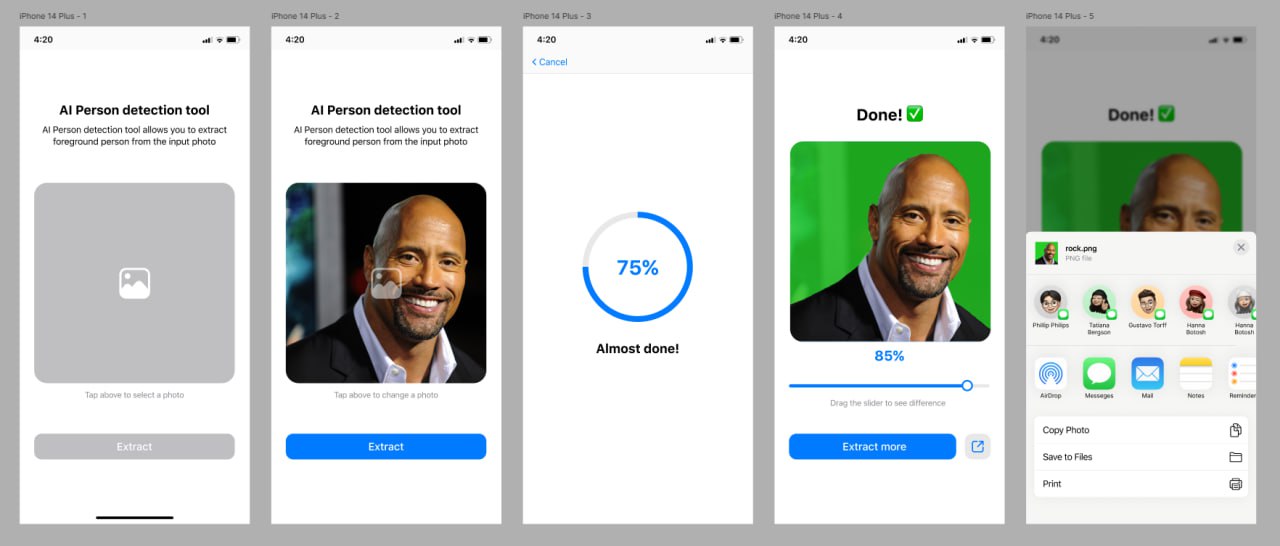 iPhone 14 Plus - 1
4:20
AI Person detection tool
AI Person detection tool allows you to extract
foreground person from the input photo
Tap above to select a photo
Extract
iPhone 14 Plus - 2
4:20
AI Person detection tool
AI Person detection tool allows you to extract
foreground person from the input photo
Tap above to change a photo
Extract
iPhone 14 Plus - 3
4:20
Cancel
75%
Almost done!
iPhone 14 Plus - 4
4:20
Done!
85%
Drag the slider to see difference
Extract more
iPhone 14 Plus - 5
4:20
Done!
rock.png
PNG file
Phillip Philips
Tatiana
Bergson
Gustavo Torff
Hanna
Botosh
Hanna
Botosh
AirDrop
Messeges
Mail
Notes
Reminder
Copy Photo
Save to Files
Print